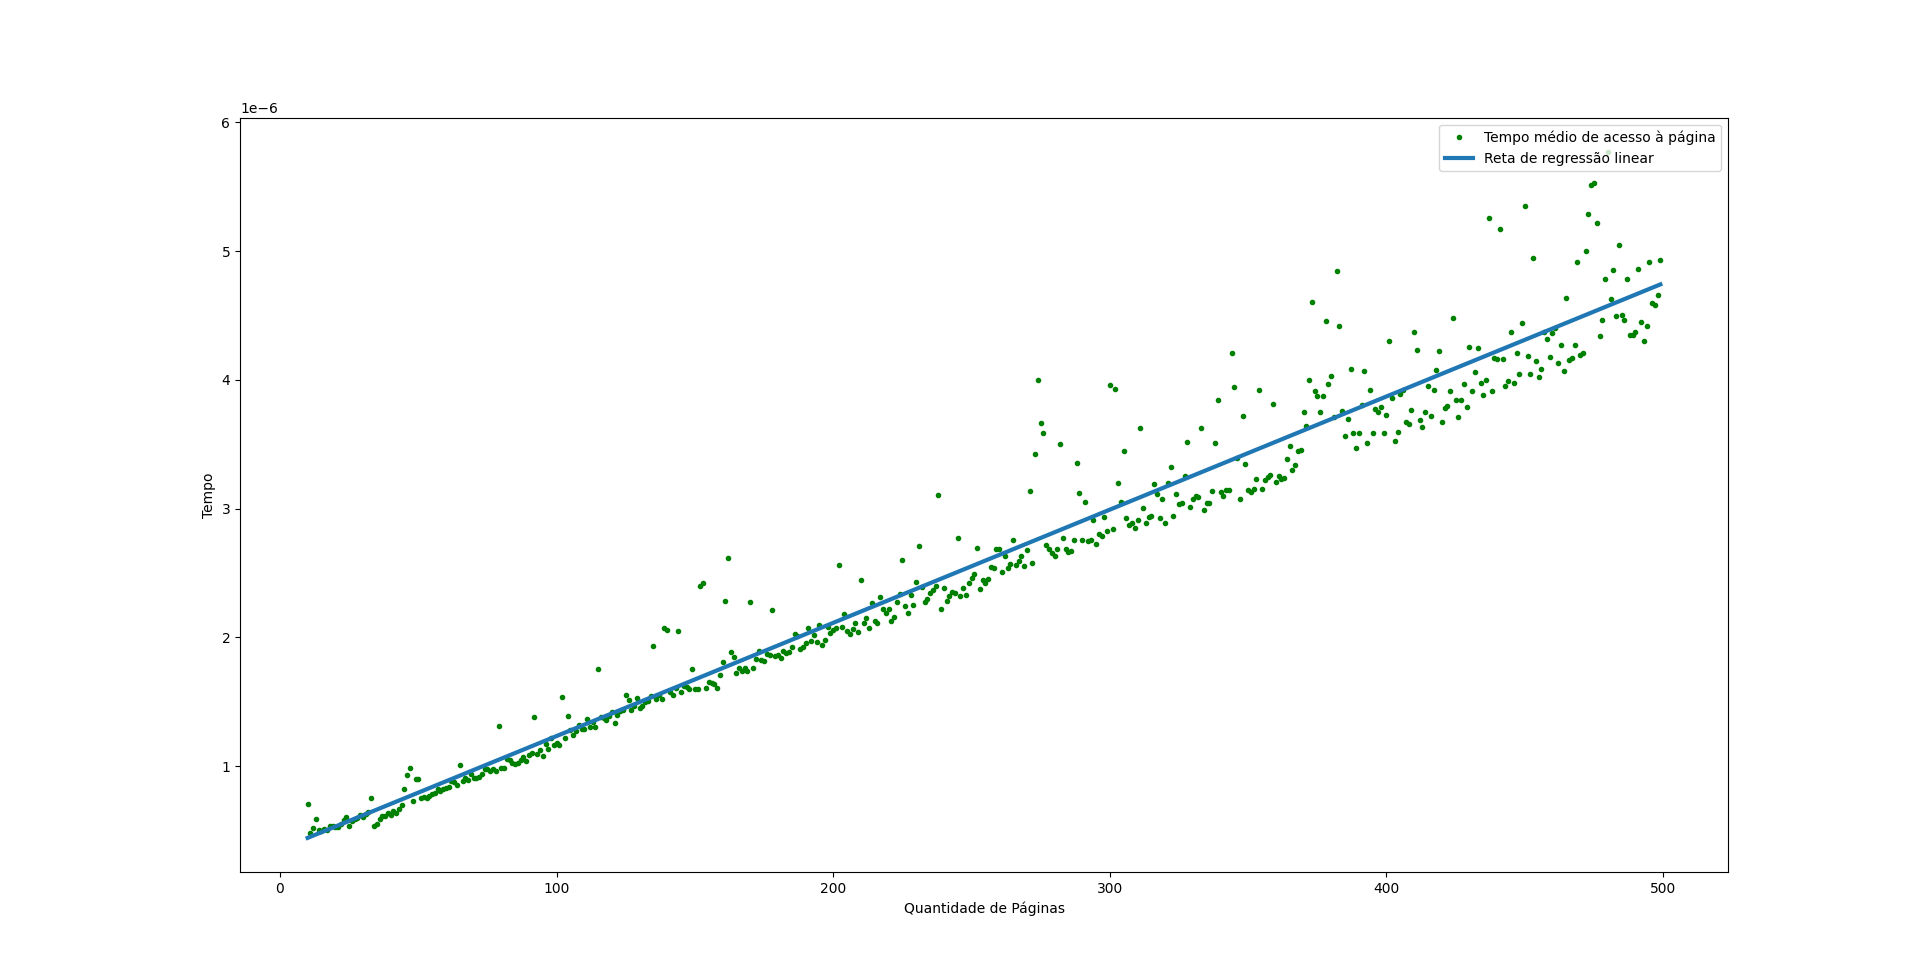 1e−6
6
5
4
3
2
1
Tempo
Tempo médio de acesso à página
Reta de regressão linear
0 100 200 300 400 500
Quantidade de Páginas